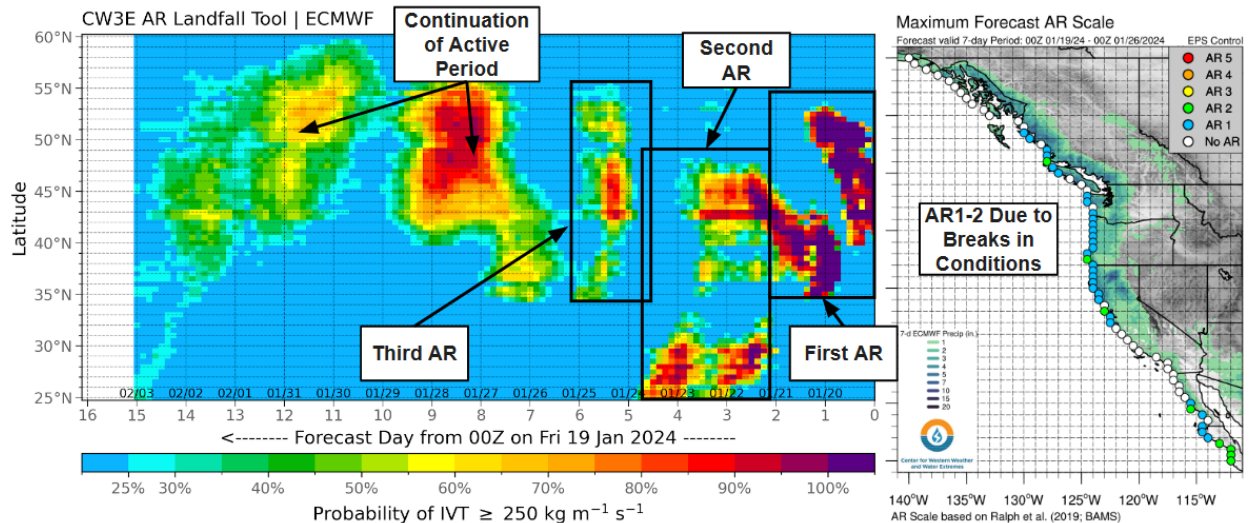 CW3E AR Landfall Tool | ECMWF
Continuation
of Active
Period
Second
AR
Third AR
First AR
Latitude
60°N
55°N
50°N
45°N
40°N
35°N
30°N
25°N
02/03 02/02 02/01 01/31 01/30 01/29 01/28 01/27 01/26 01/25 01/24 01/23 01/22 01/21 01/20
16 15 14 13 12 11 10 9 8 7 6 5 4 3 2 1 0
<-------- Forecast Day from 00Z on Fri 19 Jan 2024 --------
25% 30% 40% 50% 60% 70% 80% 90% 100%
Probability of IVT ≥ 250 kg m⁻¹ s⁻¹
Maximum Forecast AR Scale
Forecast valid 7-day Period: 00Z 01/19/24 - 00Z 01/26/2024
EPS Control
AR 5
AR 4
AR 3
AR 2
AR 1
No AR
AR1-2 Due to
Breaks in
Conditions
7-d ECMWF Precip (in.)
1
2
3
4
5
7
10
15
20
Center for Western Weather
and Water Extremes
140°W 135°W 130°W 125°W 120°W 115°W
AR Scale based on Ralph et al. (2019; BAMS)